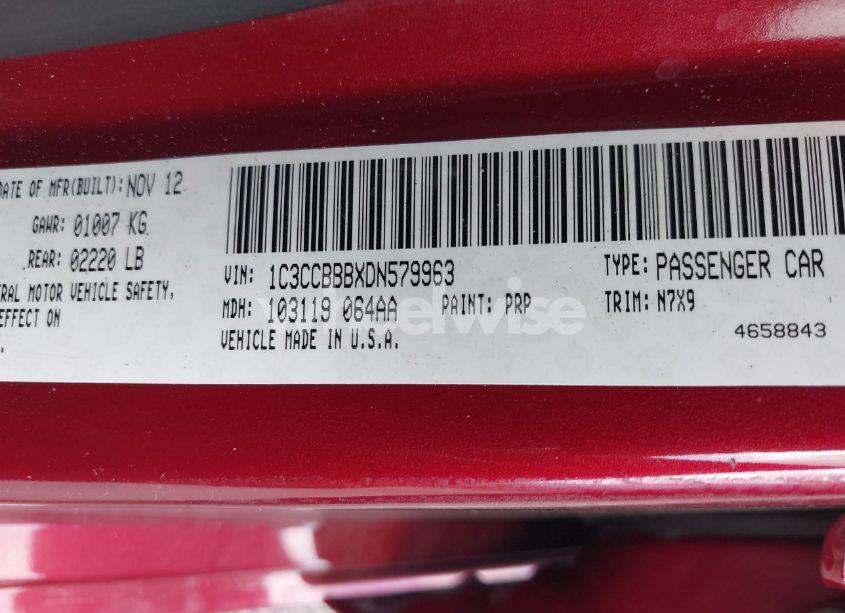 DATE OF MFR(BUILT): NOV 12
GAWR: 01007 KG
REAR: 02220 LB
ERAL MOTOR VEHICLE SAFETY,
EFFECT ON
VIN: 1C3CCBBBXDN579963 TYPE: PASSENGER CAR
MDH: 103119 064AA PAINT: PRP TRIM: N7X9
VEHICLE MADE IN U.S.A. 4658843